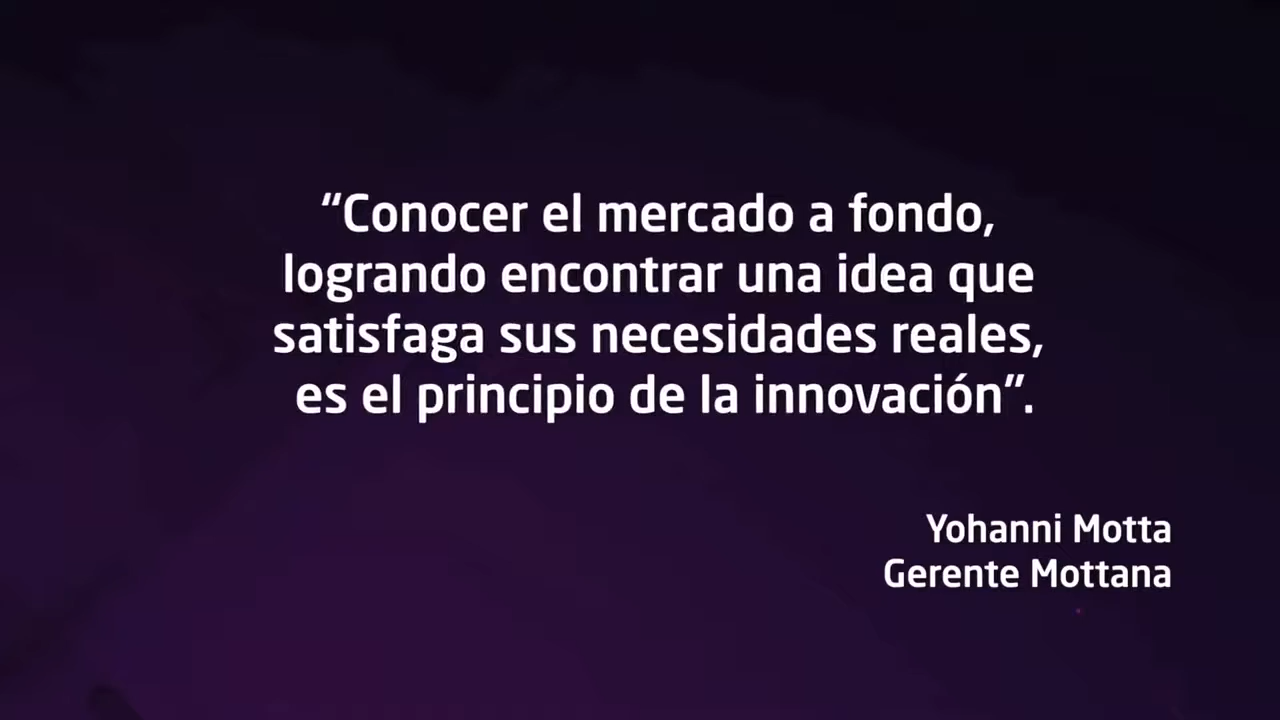 “Conocer el mercado a fondo,
logrando encontrar una idea que
satisfaga sus necesidades reales,
es el principio de la innovación”.
Yohanni Motta
Gerente Mottana